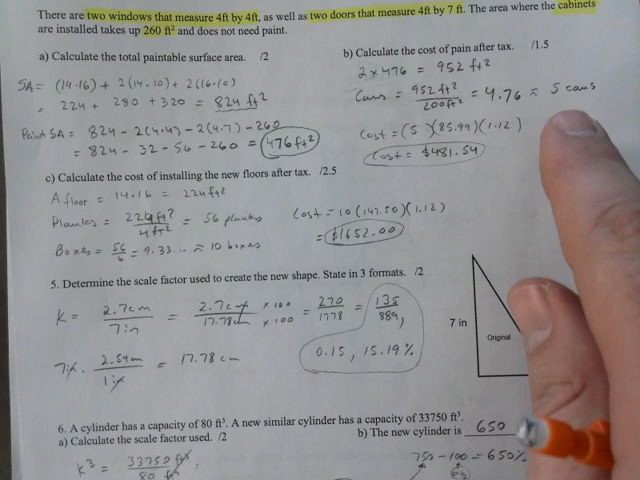 There are two windows that measure 4ft by 4ft, as well as two doors that measure 4ft by 7 ft. The area where the cabinets
are installed takes up 260 ft² and does not need paint.
a) Calculate the total paintable surface area. /2
SA = (14·16) + 2(14·10) + 2(16·10)
= 224 + 280 + 320 = 824 ft²
Paint SA = 824 - 2(4·4) - 2(4·7) - 260
= 824 - 32 - 56 - 260 = 476 ft²
b) Calculate the cost of pain after tax. /1.5
2 × 476 = 952 ft²
Cans = 952 ft² / 200 ft² = 4.76 ≈ 5 cans
Cost = (5)(85.99)(1.12)
Cost = $481.54
c) Calculate the cost of installing the new floors after tax. /2.5
A floor = 14·16 = 224 ft²
Planks = 224 ft² / 4 ft² = 56 planks
Boxes = 56/6 = 9.33... ≈ 10 boxes
Cost = 10(147.50)(1.12)
= $1652.00
5. Determine the scale factor used to create the new shape. State in 3 formats. /2
K = 2.7cm / 7in = 2.7cm / 17.78cm × 100 × 100 = 270/1778 = 135/889,
0.15, 15.19%
7in · 2.54cm / 1in = 17.78 cm
7 in
Original
6. A cylinder has a capacity of 80 ft³. A new similar cylinder has a capacity of 33750 ft³.
a) Calculate the scale factor used. /2
K³ = 33750 ft³ / 80 ft³
b) The new cylinder is 650
750 - 100 = 650%